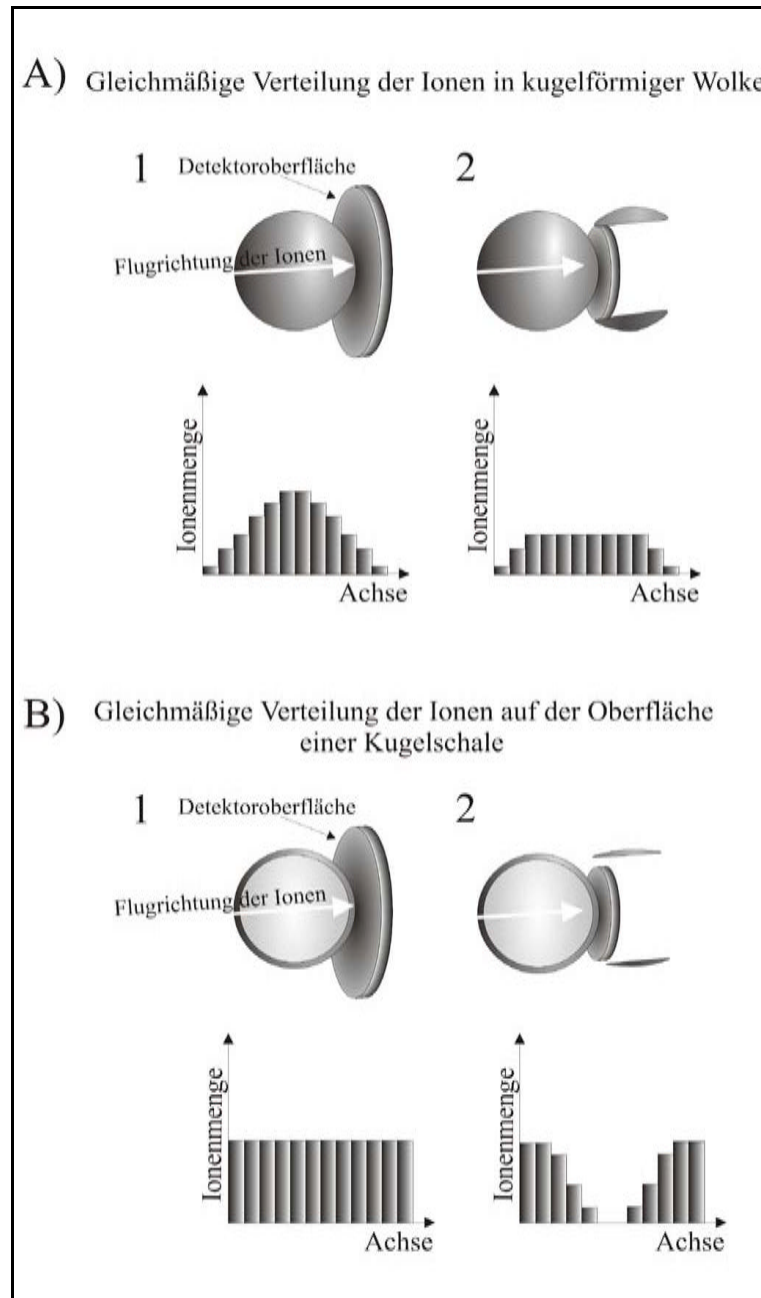 A) Gleichmäßige Verteilung der Ionen in kugelförmiger Wolke
1 Detektoroberfläche 2
Flugrichtung der Ionen
Ionenmenge
Achse
Ionenmenge
Achse
B) Gleichmäßige Verteilung der Ionen auf der Oberfläche
einer Kugelschale
1 Detektoroberfläche 2
Flugrichtung der Ionen
Ionenmenge
Achse
Ionenmenge
Achse